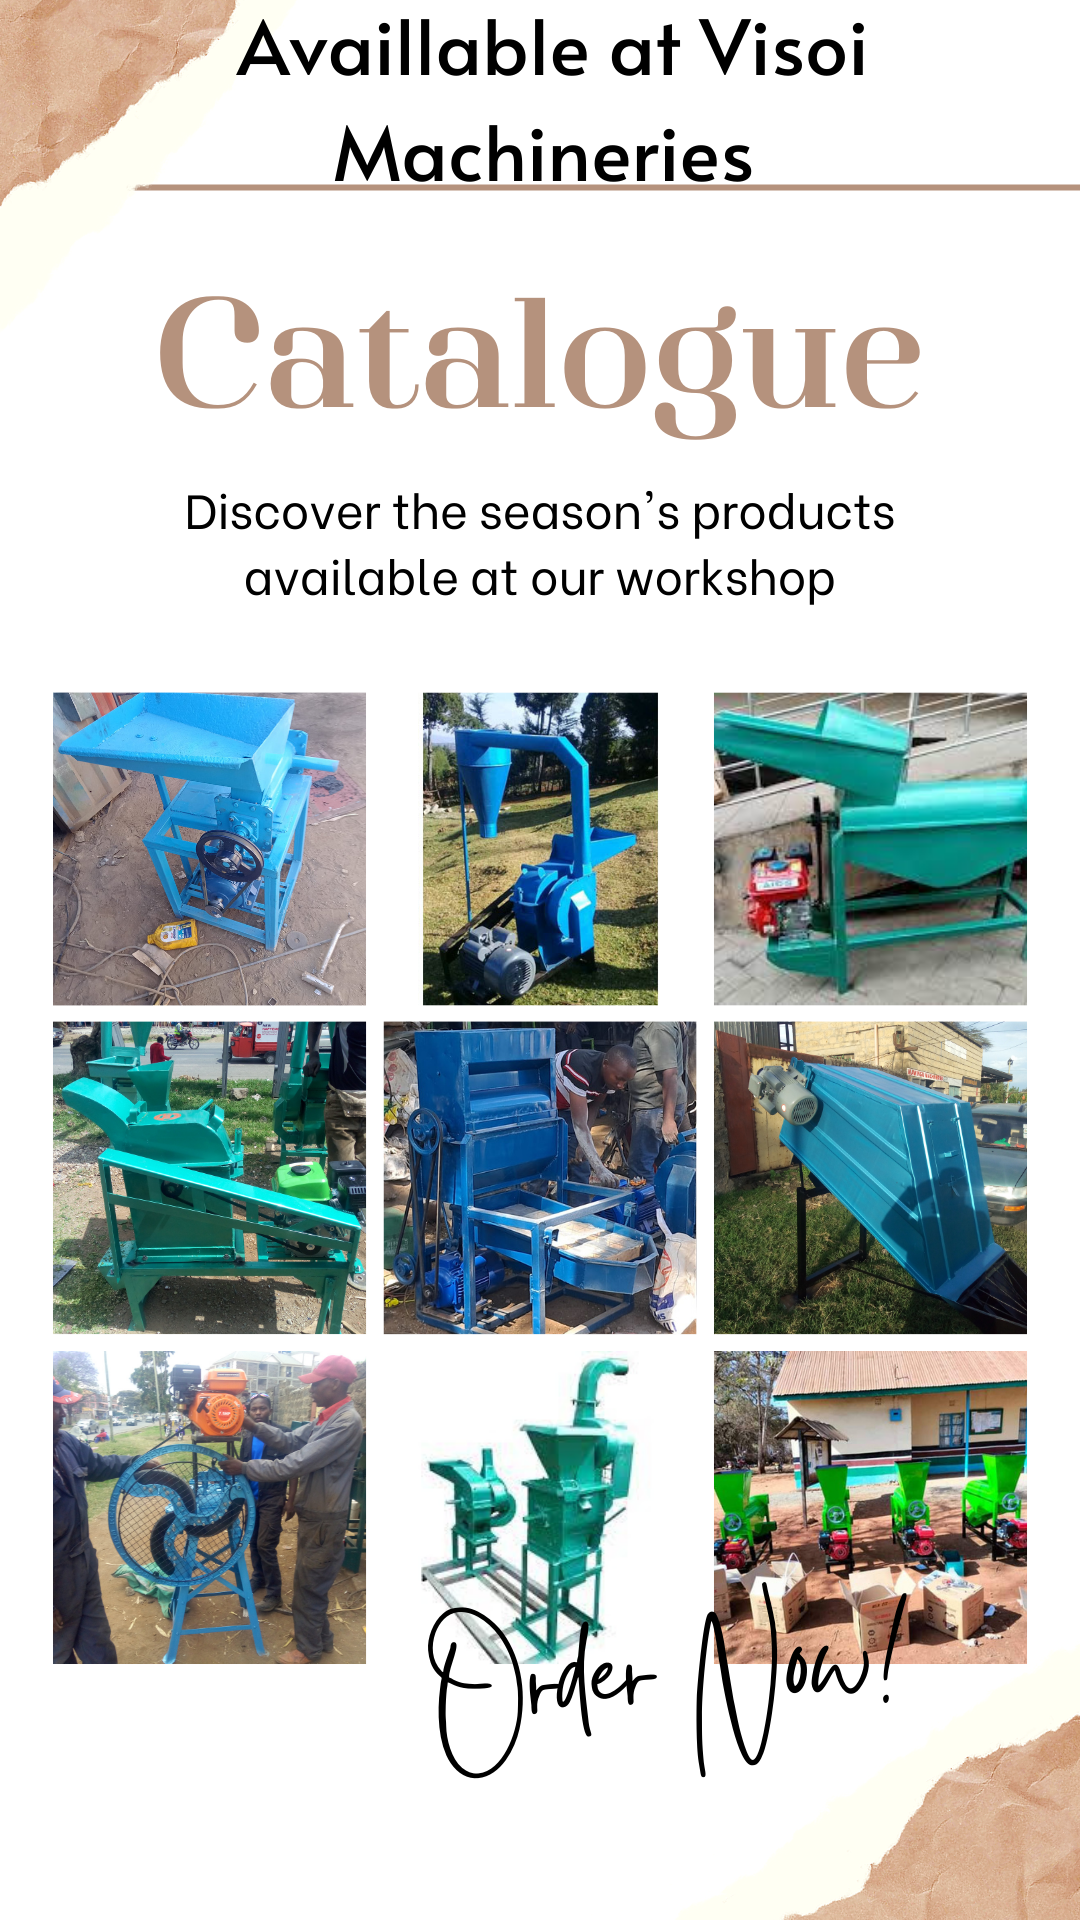 Availlable at Visoi
Machineries
Catalogue
Discover the season's products
available at our workshop
Order Now!